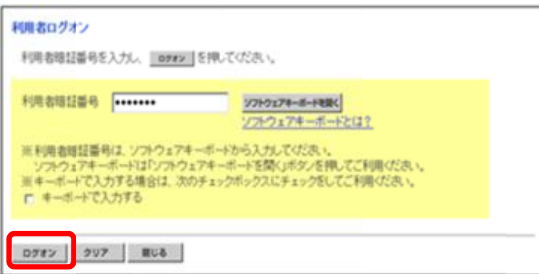 利用者ログオン
利用者暗証番号を入力し、 ログオン を押してください。
利用者暗証番号 ••••••• ソフトウェアキーボードを開く
ソフトウェアキーボードとは？
※利用者暗証番号は、ソフトウェアキーボードから入力してください。
ソフトウェアキーボードは「ソフトウェアキーボードを開く」ボタンを押してご利用ください。
※キーボードで入力する場合は、次のチェックボックスにチェックをしてご利用ください。
キーボードで入力する
ログオン クリア 閉じる